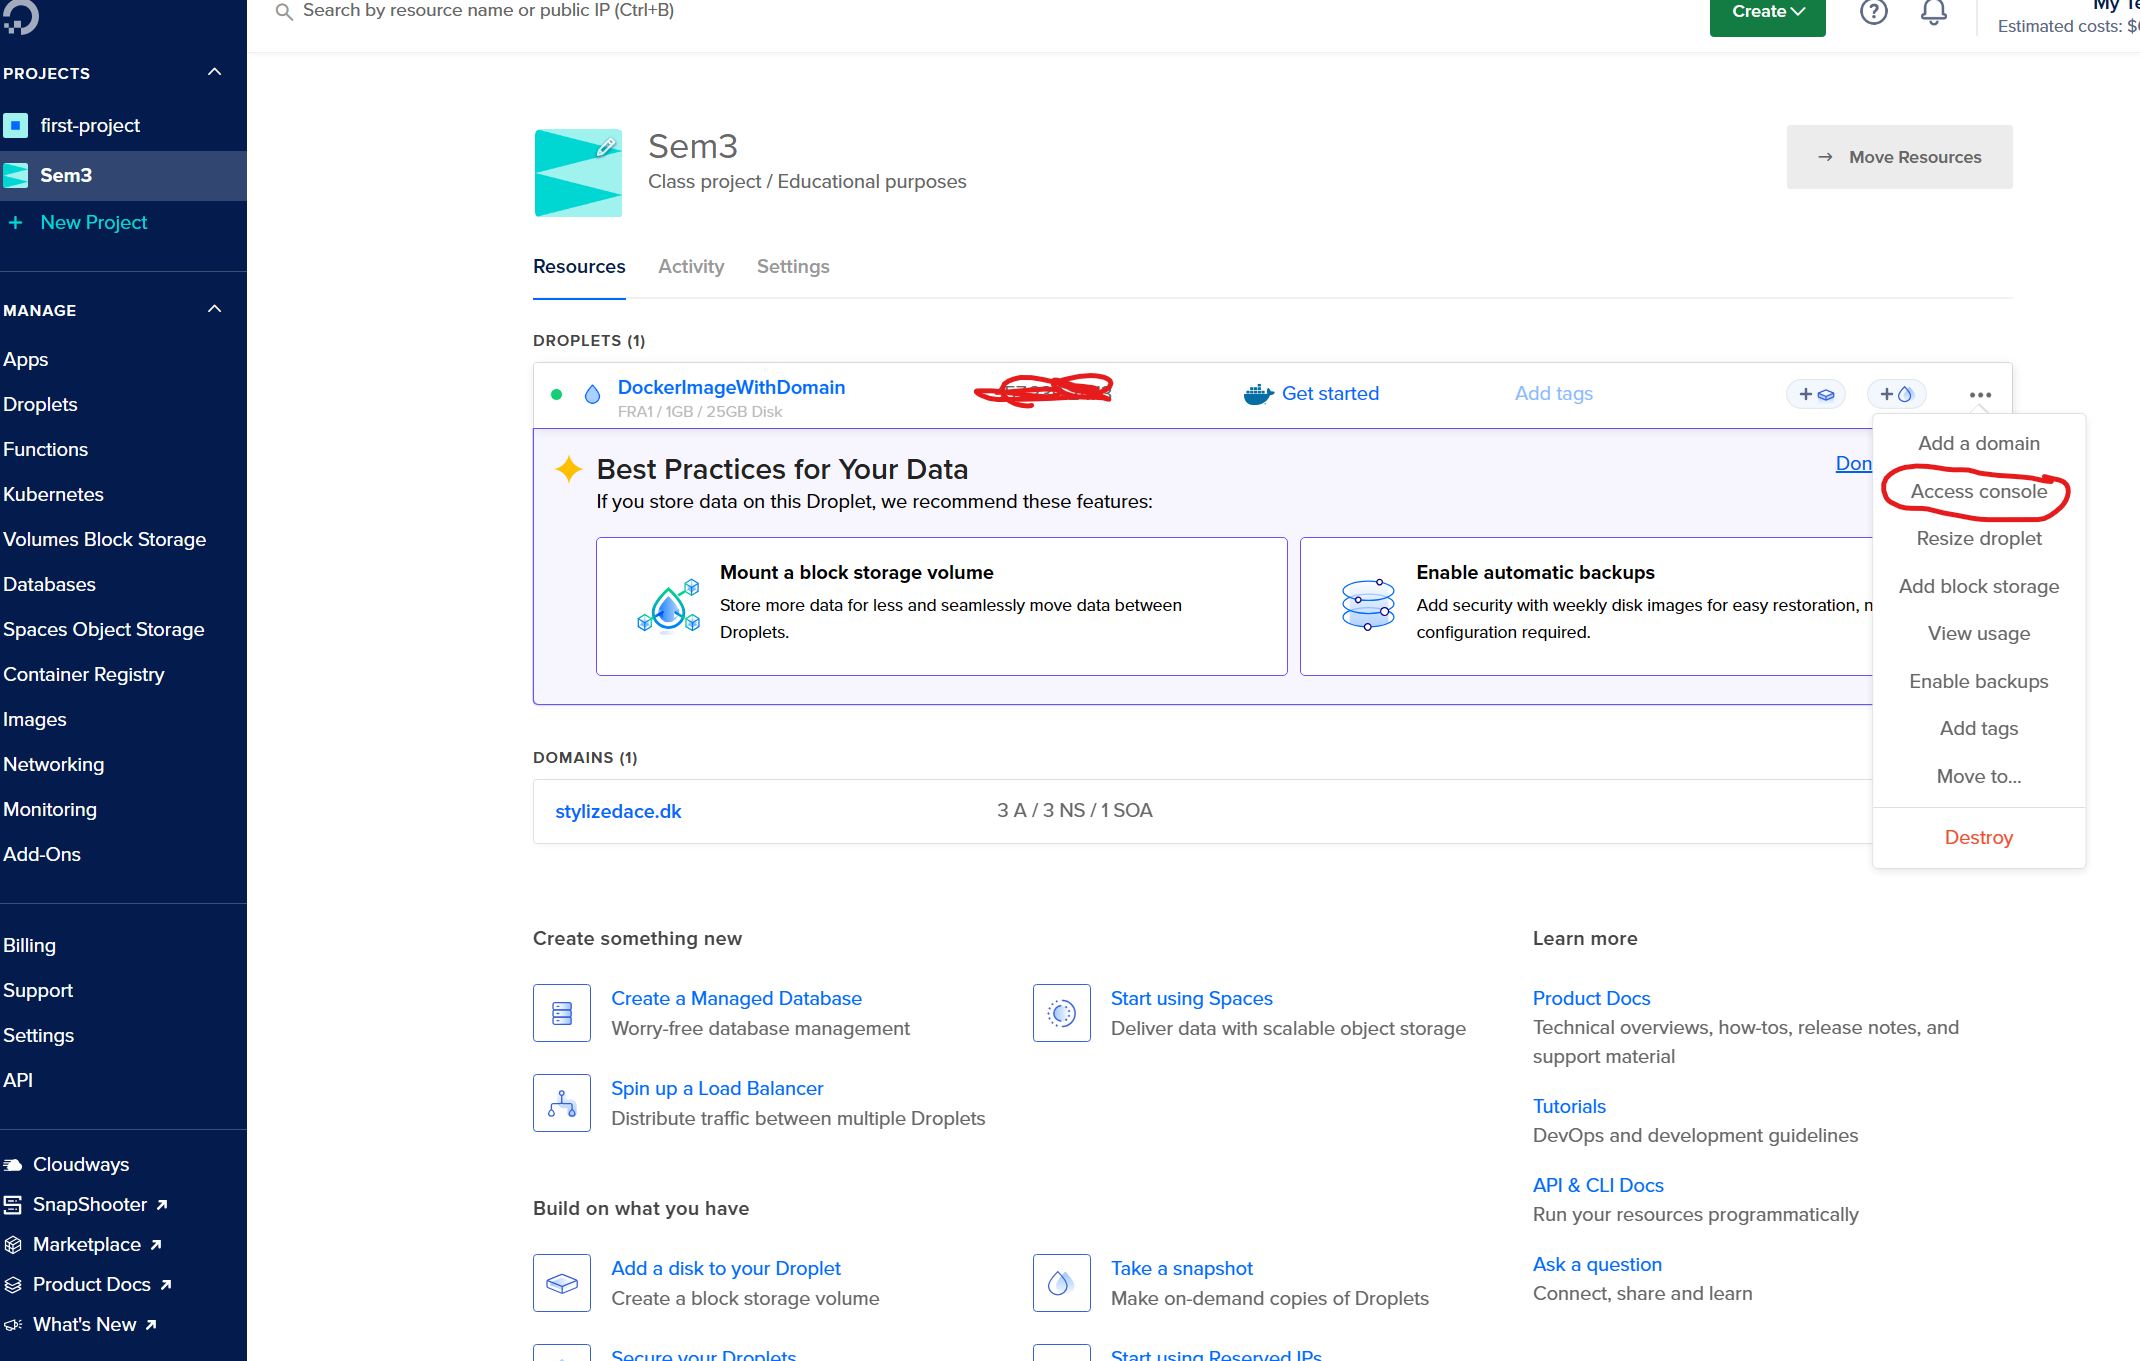 Search by resource name or public IP (Ctrl+B)
Create
Estimated costs:
PROJECTS
first-project
Sem3
New Project
MANAGE
Apps
Droplets
Functions
Kubernetes
Volumes Block Storage
Databases
Spaces Object Storage
Container Registry
Images
Networking
Monitoring
Add-Ons
Billing
Support
Settings
API
Cloudways
SnapShooter
Marketplace
Product Docs
What's New
Sem3
Class project / Educational purposes
→ Move Resources
Resources Activity Settings
DROPLETS (1)
DockerImageWithDomain Get started Add tags
FRA1 / 1GB / 25GB Disk
Best Practices for Your Data
Don
If you store data on this Droplet, we recommend these features:
Mount a block storage volume
Store more data for less and seamlessly move data between
Droplets.
Enable automatic backups
Add security with weekly disk images for easy restoration,
configuration required.
Add a domain
Access console
Resize droplet
Add block storage
View usage
Enable backups
Add tags
Move to...
Destroy
DOMAINS (1)
stylizedace.dk 3 A / 3 NS / 1 SOA
Create something new
Create a Managed Database
Worry-free database management
Start using Spaces
Deliver data with scalable object storage
Spin up a Load Balancer
Distribute traffic between multiple Droplets
Build on what you have
Add a disk to your Droplet
Create a block storage volume
Take a snapshot
Make on-demand copies of Droplets
Secure your Droplets
Start using Reserved IPs
Learn more
Product Docs
Technical overviews, how-tos, release notes, and
support material
Tutorials
DevOps and development guidelines
API & CLI Docs
Run your resources programmatically
Ask a question
Connect, share and learn